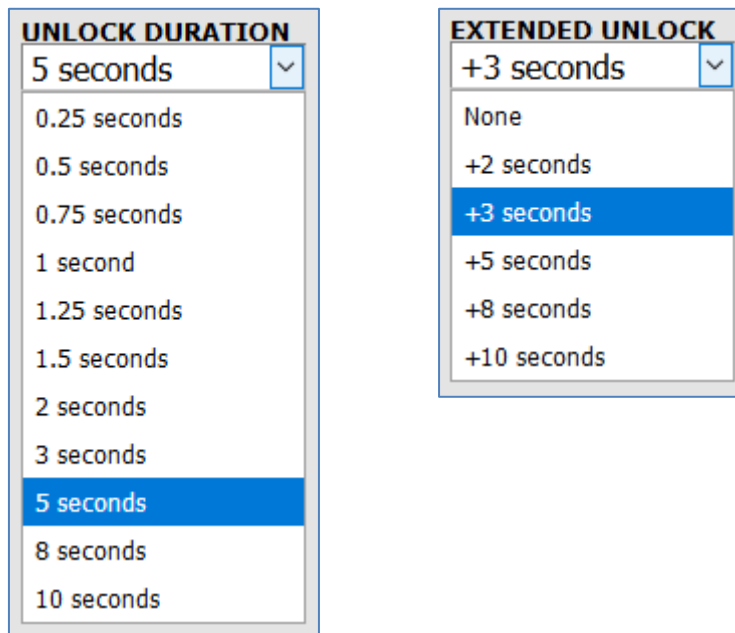 UNLOCK DURATION
5 seconds
0.25 seconds
0.5 seconds
0.75 seconds
1 second
1.25 seconds
1.5 seconds
2 seconds
3 seconds
5 seconds
8 seconds
10 seconds
EXTENDED UNLOCK
+3 seconds
None
+2 seconds
+3 seconds
+5 seconds
+8 seconds
+10 seconds